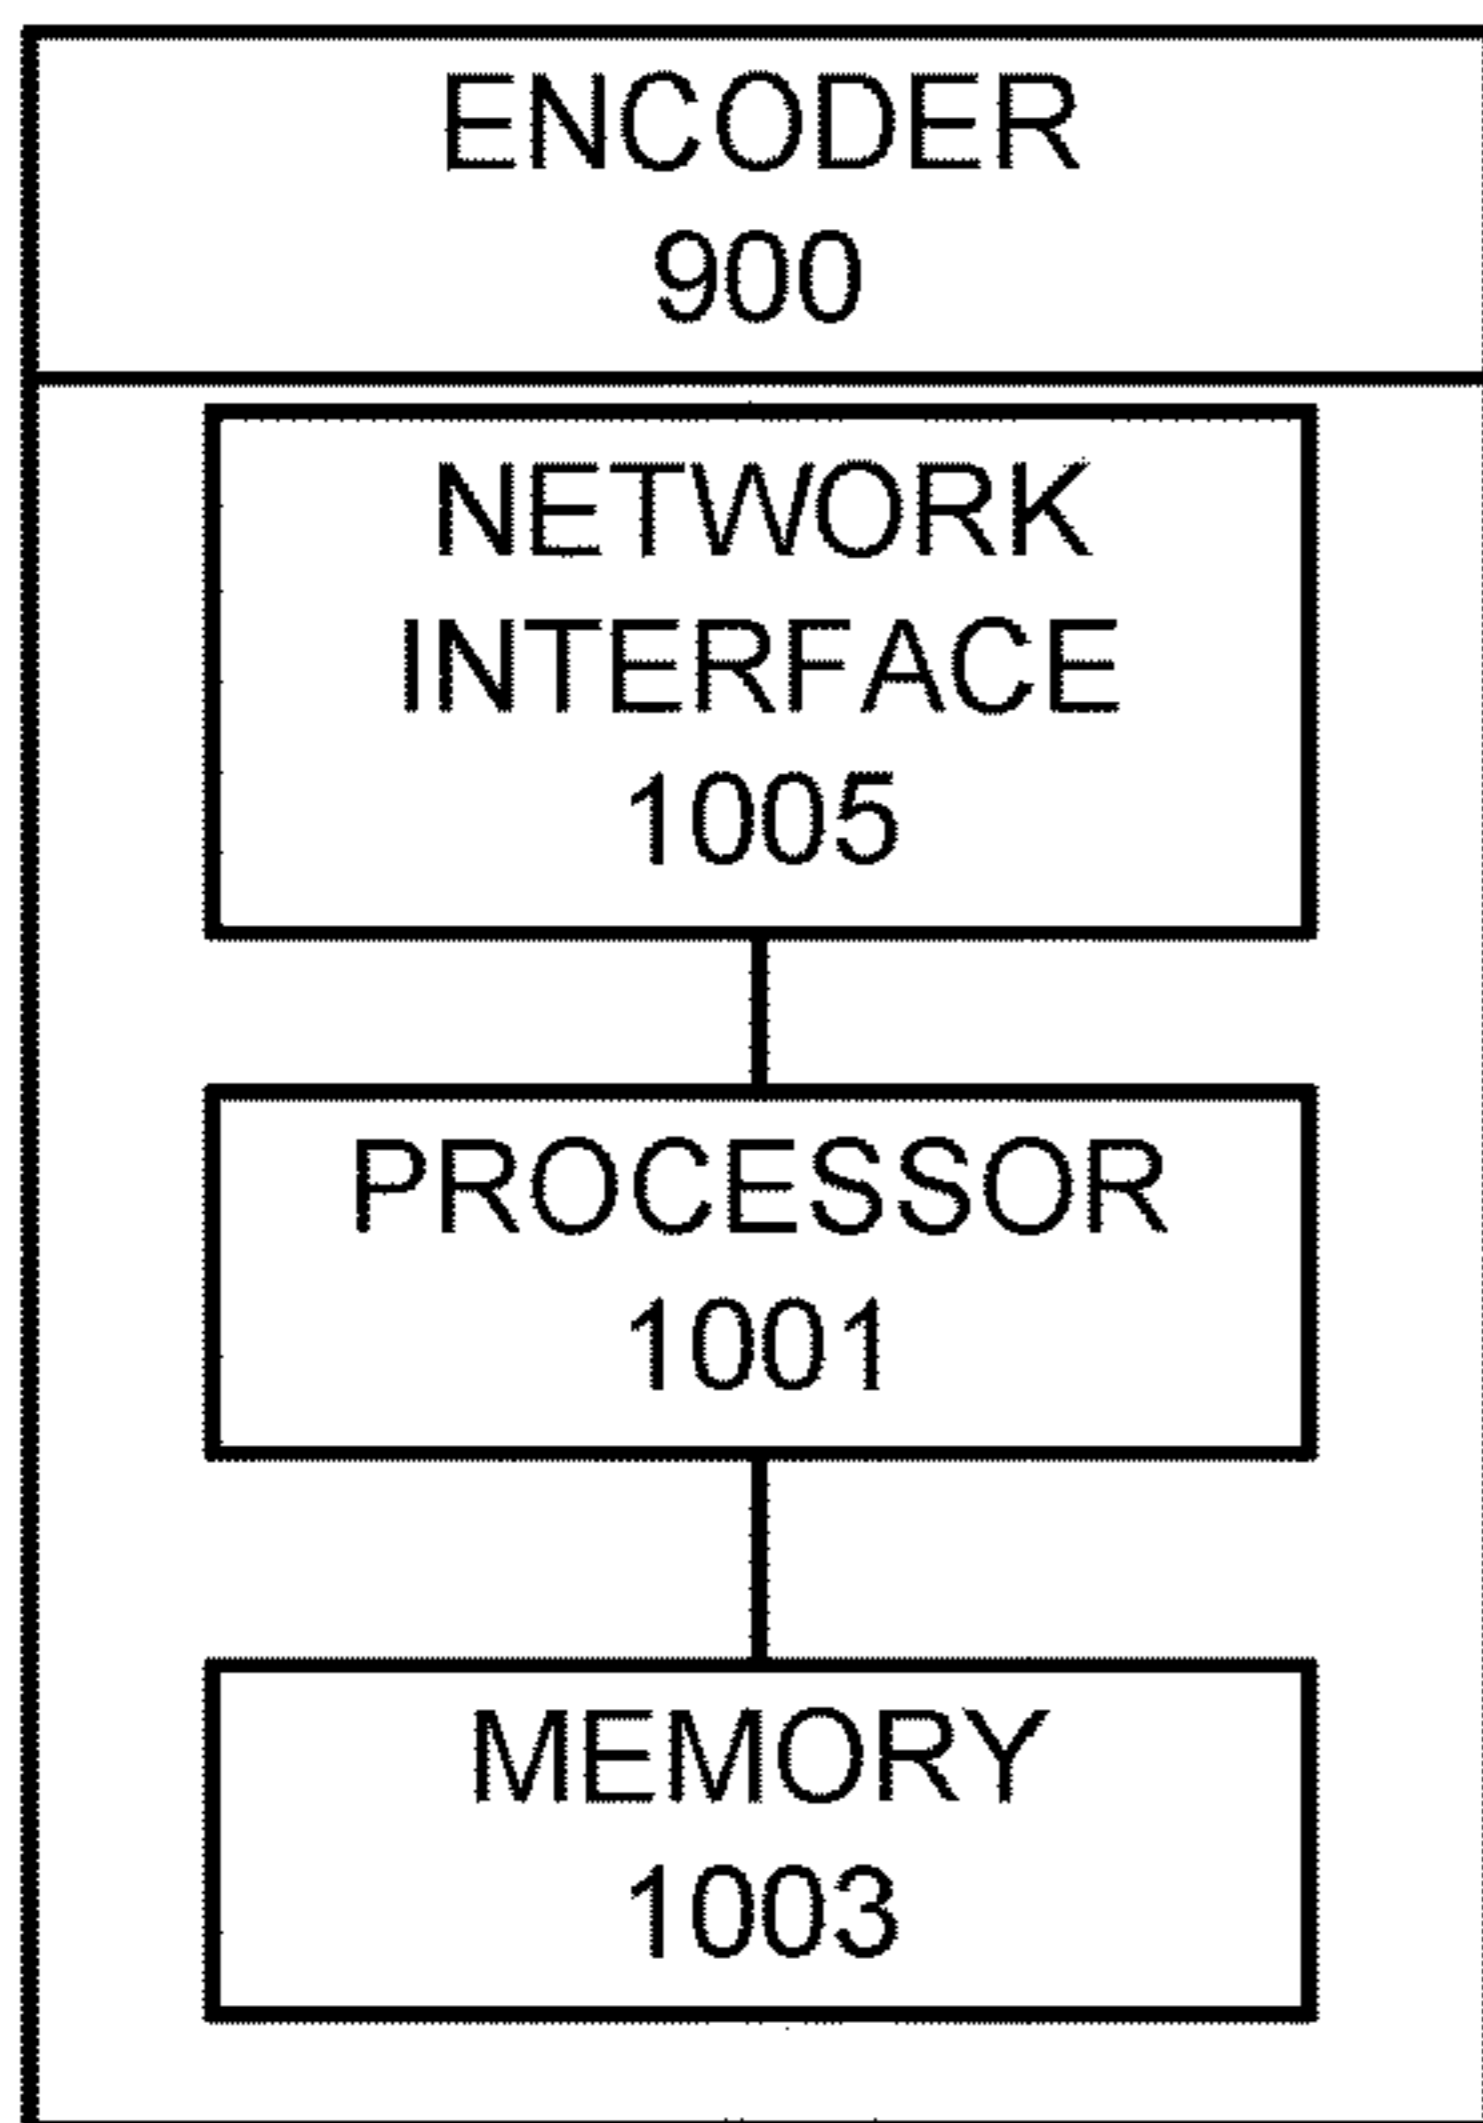 ENCODER
900
NETWORK
INTERFACE
1005
PROCESSOR
1001
MEMORY
1003